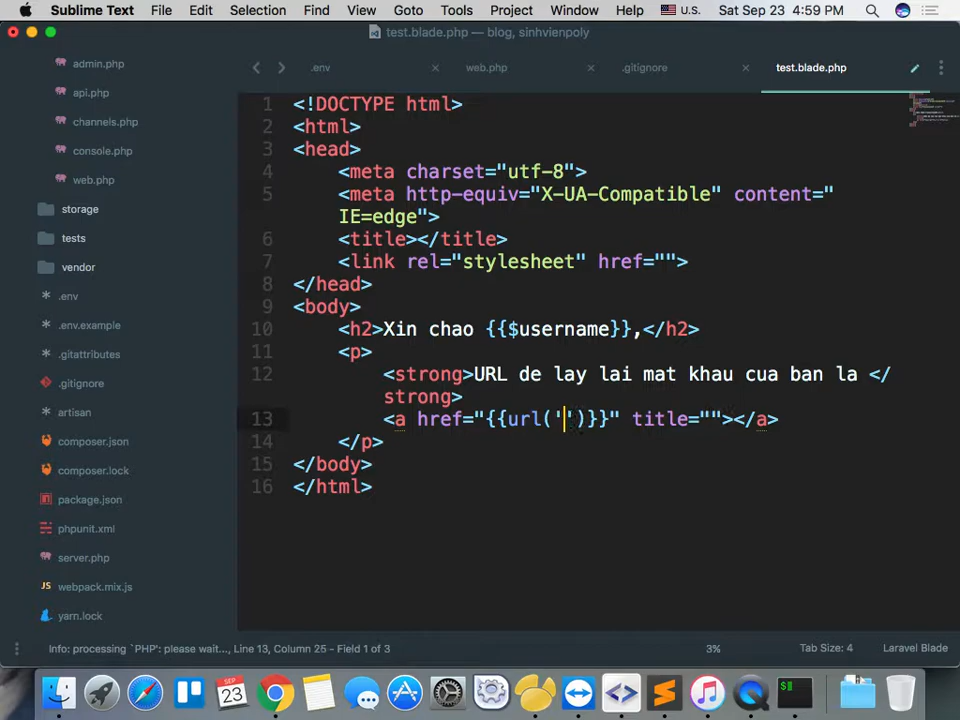 Sublime Text File Edit Selection Find View Goto Tools Project Window Help U.S. Sat Sep 23 4:59 PM
test.blade.php — blog, sinhvienpoly
.env web.php .gitignore test.blade.php
admin.php
api.php
channels.php
console.php
web.php
storage
tests
vendor
.env
.env.example
.gitattributes
.gitignore
artisan
composer.json
composer.lock
package.json
phpunit.xml
server.php
JS webpack.mix.js
yarn.lock
1 <!DOCTYPE html>
2 <html>
3 <head>
4 <meta charset="utf-8">
5 <meta http-equiv="X-UA-Compatible" content="
IE=edge">
6 <title></title>
7 <link rel="stylesheet" href="">
8 </head>
9 <body>
10 <h2>Xin chao {{$username}},</h2>
11 <p>
12 <strong>URL de lay lai mat khau cua ban la </
strong>
13 <a href="{{url('')}}" title=""></a>
14 </p>
15 </body>
16 </html>
Info: processing `PHP`: please wait..., Line 13, Column 25 - Field 1 of 3 3% Tab Size: 4 Laravel Blade
SEP
23